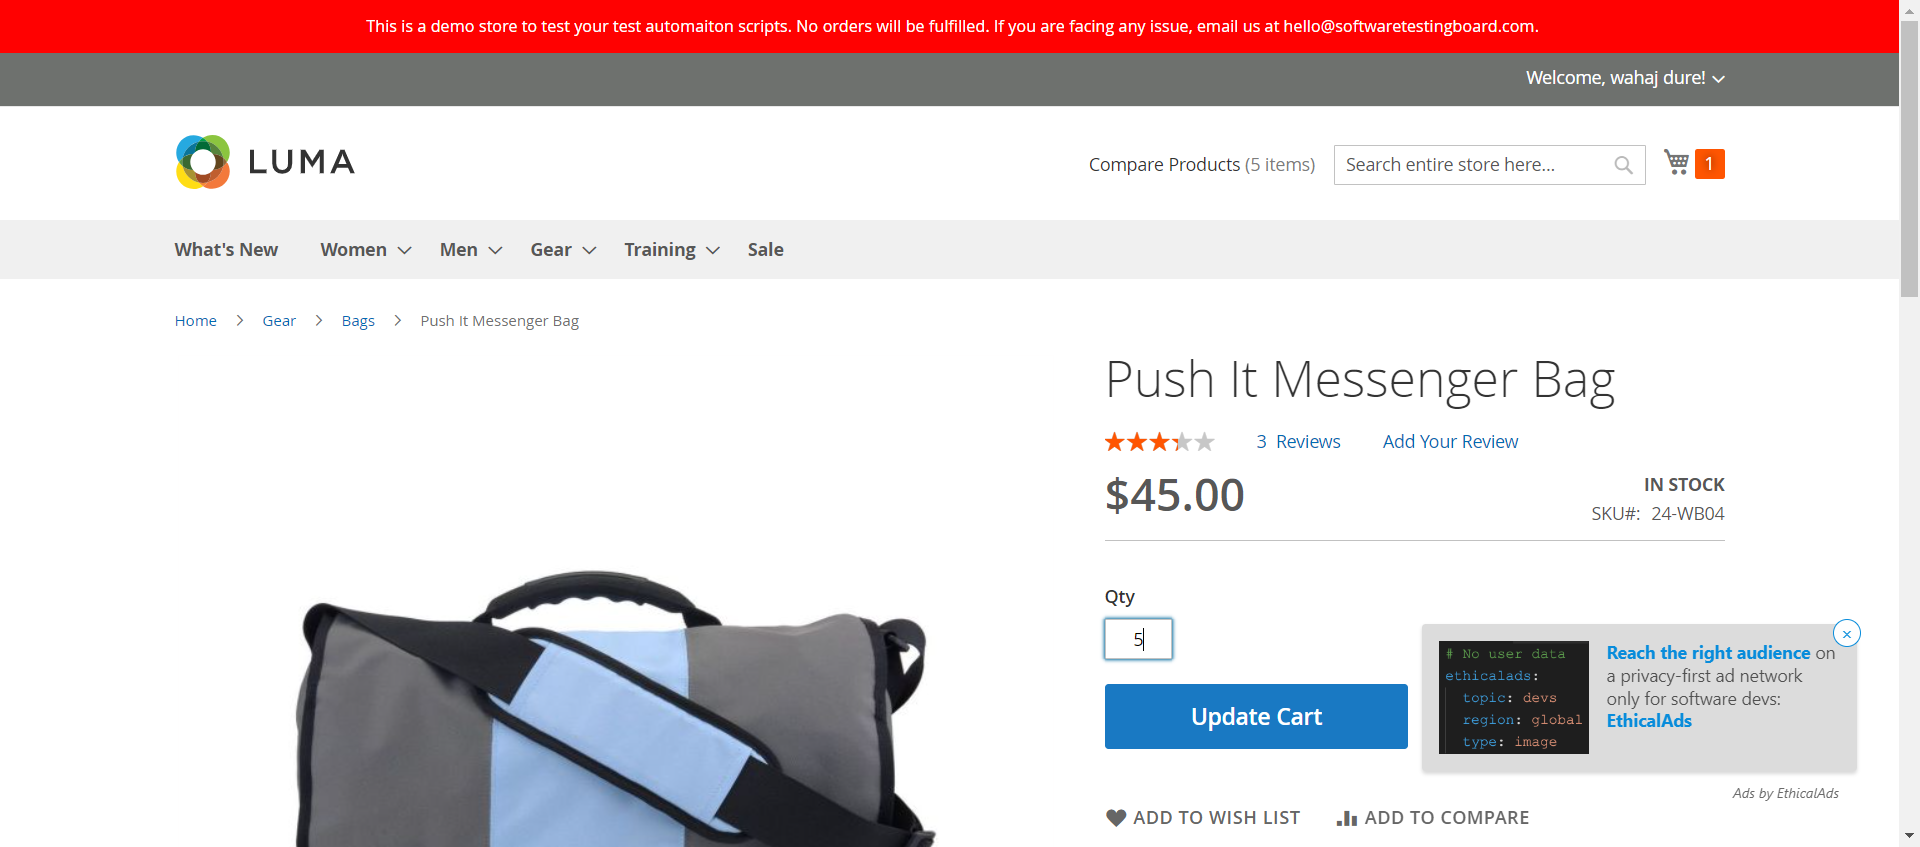 This is a demo store to test your test automaiton scripts. No orders will be fulfilled. If you are facing any issue, email us at hello@softwaretestingboard.com.
Welcome, wahaj dure!
LUMA
Compare Products (5 items)
Search entire store here...
1
What's New
Women
Men
Gear
Training
Sale
Home
Gear
Bags
Push It Messenger Bag
Push It Messenger Bag
3 Reviews
Add Your Review
$45.00
IN STOCK
SKU#: 24-WB04
Qty
5
Update Cart
# No user data
ethicalads:
topic: devs
region: global
type: image
Reach the right audience on
a privacy-first ad network
only for software devs:
EthicalAds
Ads by EthicalAds
ADD TO WISH LIST
ADD TO COMPARE